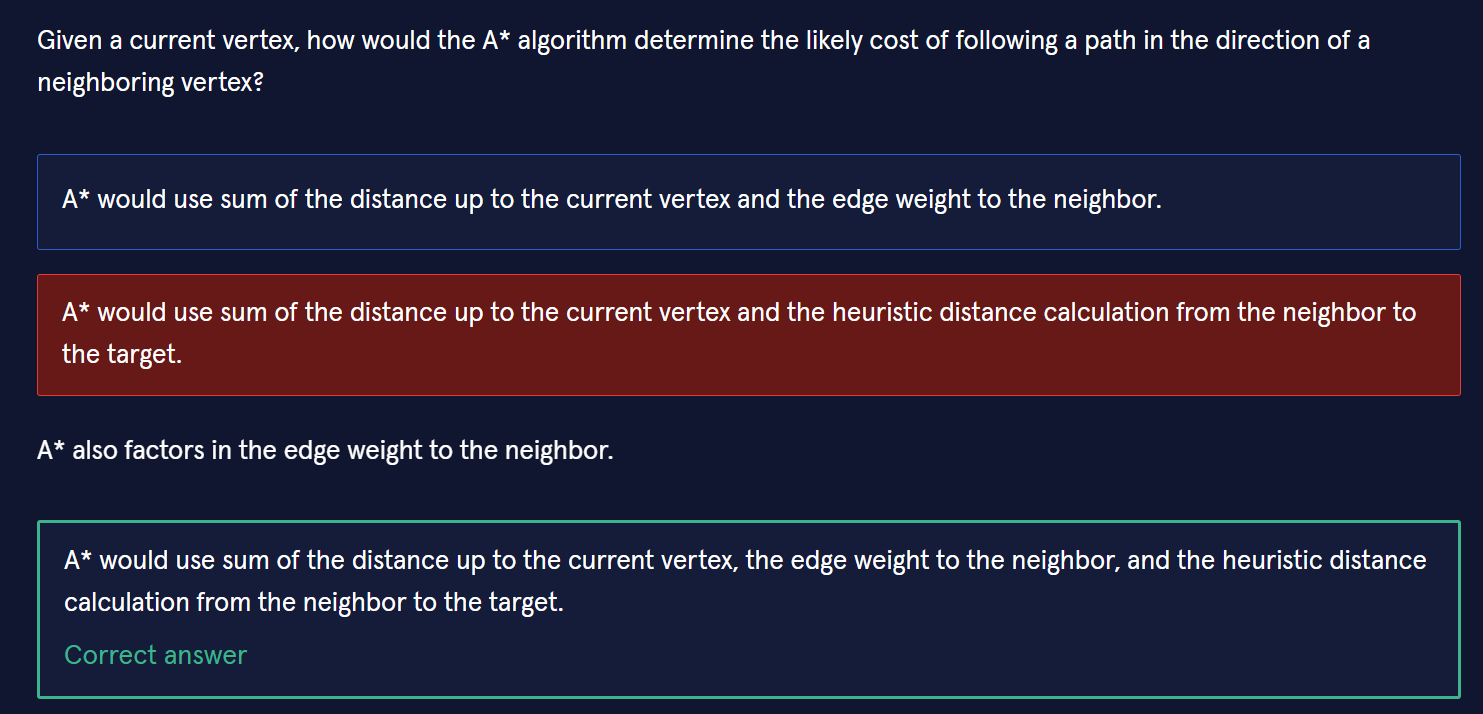 Given a current vertex, how would the A* algorithm determine the likely cost of following a path in the direction of a
neighboring vertex?
A* would use sum of the distance up to the current vertex and the edge weight to the neighbor.
A* would use sum of the distance up to the current vertex and the heuristic distance calculation from the neighbor to
the target.
A* also factors in the edge weight to the neighbor.
A* would use sum of the distance up to the current vertex, the edge weight to the neighbor, and the heuristic distance
calculation from the neighbor to the target.
Correct answer